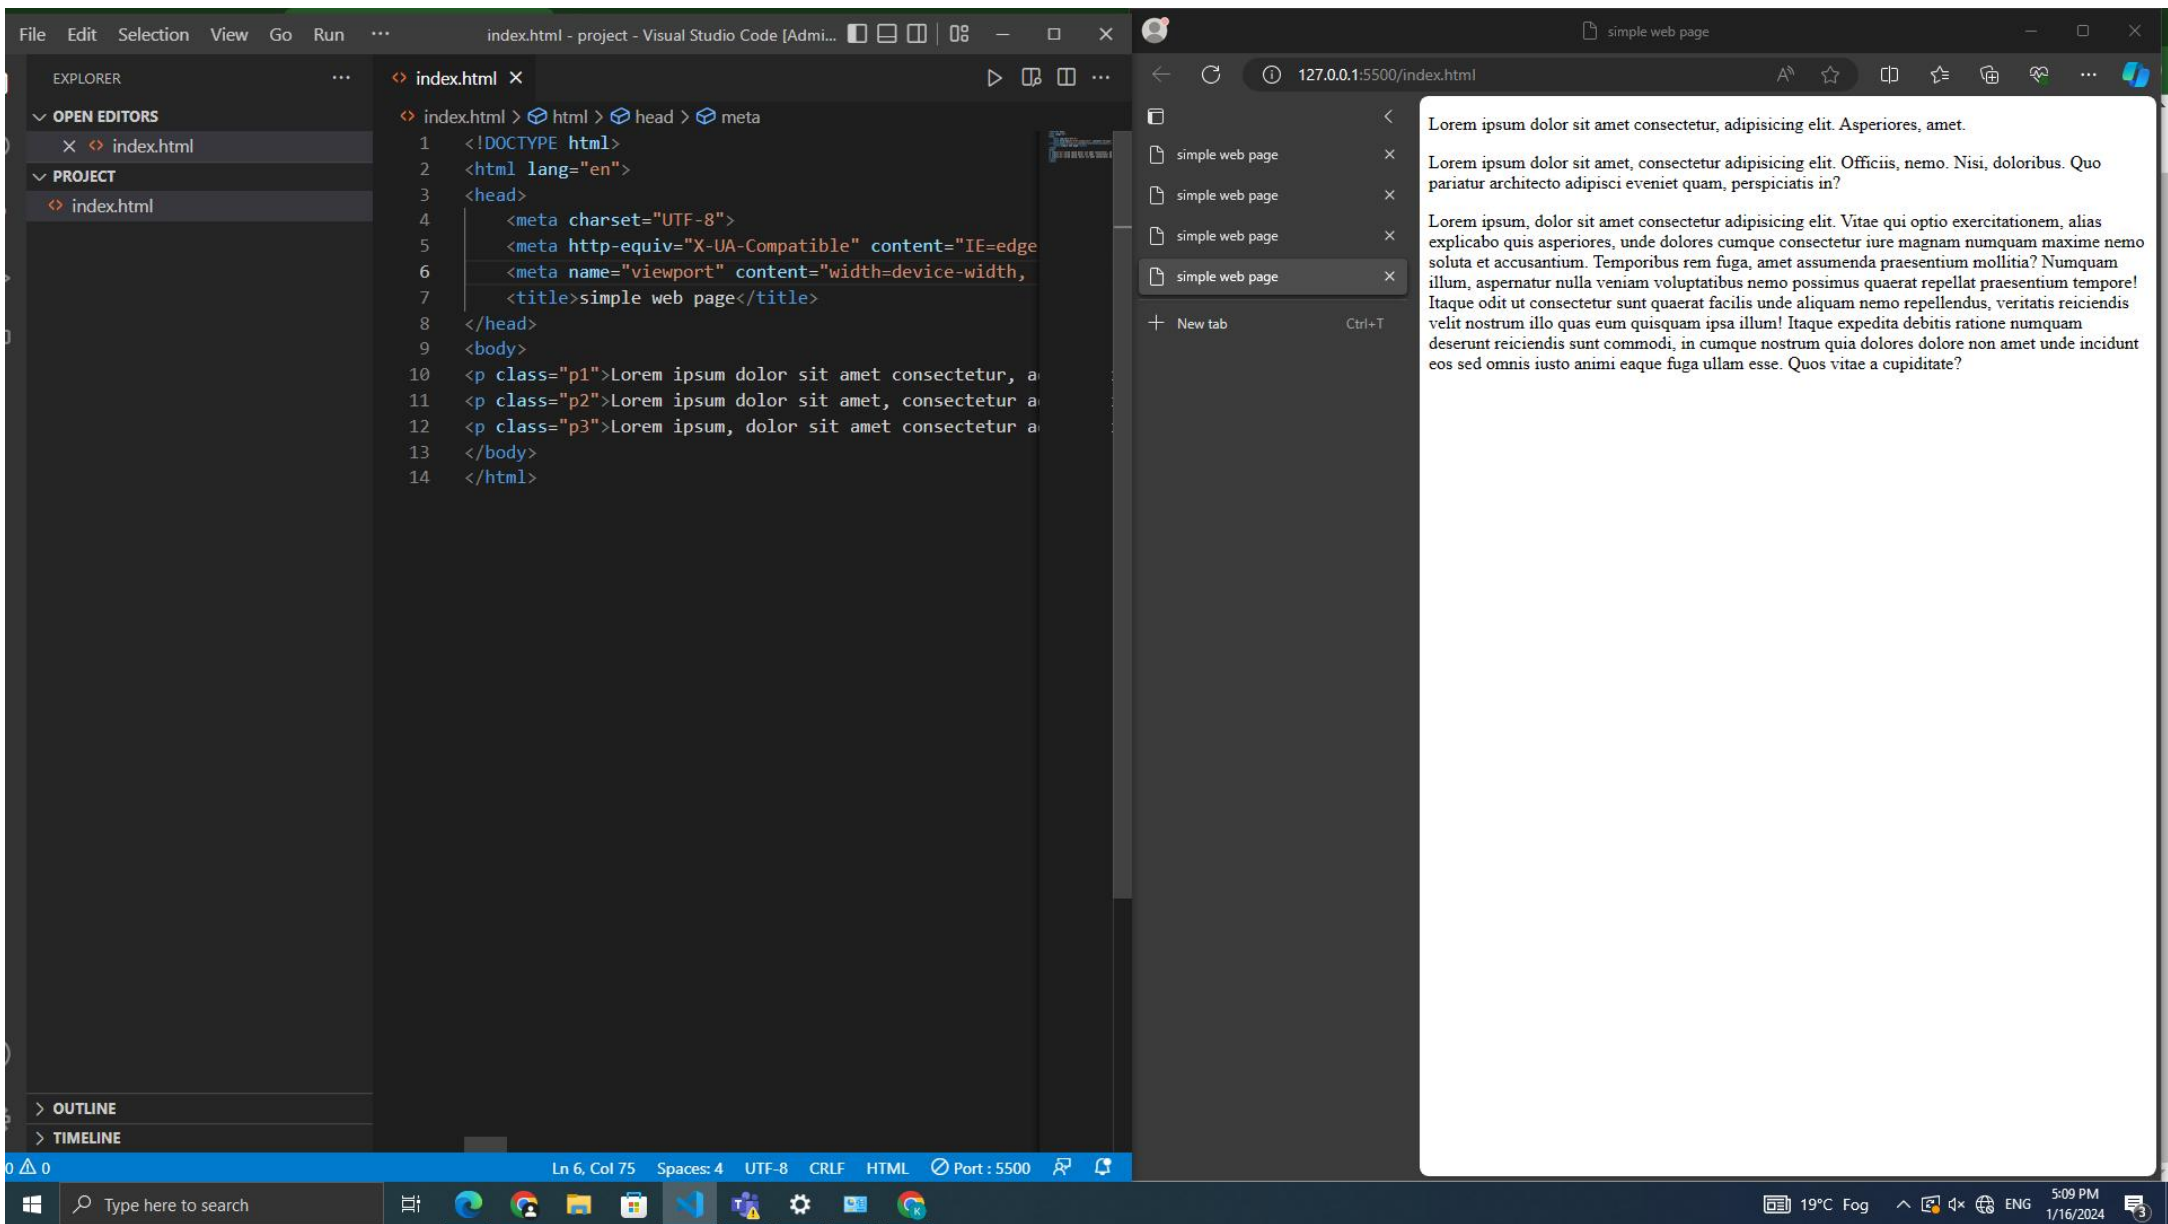 File Edit Selection View Go Run ··· index.html - project - Visual Studio Code [Admi...
EXPLORER ···
OPEN EDITORS
index.html
PROJECT
index.html
OUTLINE
TIMELINE
index.html
index.html > html > head > meta
1 <!DOCTYPE html>
2 <html lang="en">
3 <head>
4 <meta charset="UTF-8">
5 <meta http-equiv="X-UA-Compatible" content="IE=edge
6 <meta name="viewport" content="width=device-width,
7 <title>simple web page</title>
8 </head>
9 <body>
10 <p class="p1">Lorem ipsum dolor sit amet consectetur, a
11 <p class="p2">Lorem ipsum dolor sit amet, consectetur a
12 <p class="p3">Lorem ipsum, dolor sit amet consectetur a
13 </body>
14 </html>
0 0 Ln 6, Col 75 Spaces: 4 UTF-8 CRLF HTML Port : 5500
simple web page
127.0.0.1:5500/index.html
simple web page
simple web page
simple web page
simple web page
New tab Ctrl+T
Lorem ipsum dolor sit amet consectetur, adipisicing elit. Asperiores, amet.
Lorem ipsum dolor sit amet, consectetur adipisicing elit. Officiis, nemo. Nisi, doloribus. Quo
pariatur architecto adipisci eveniet quam, perspiciatis in?
Lorem ipsum, dolor sit amet consectetur adipisicing elit. Vitae qui optio exercitationem, alias
explicabo quis asperiores, unde dolores cumque consectetur iure magnam numquam maxime nemo
soluta et accusantium. Temporibus rem fuga, amet assumenda praesentium mollitia? Numquam
illum, aspernatur nulla veniam voluptatibus nemo possimus quaerat repellat praesentium tempore!
Itaque odit ut consectetur sunt quaerat facilis unde aliquam nemo repellendus, veritatis reiciendis
velit nostrum illo quas eum quisquam ipsa illum! Itaque expedita debitis ratione numquam
deserunt reiciendis sunt commodi, in cumque nostrum quia dolores dolore non amet unde incidunt
eos sed omnis iusto animi eaque fuga ullam esse. Quos vitae a cupiditate?
Type here to search
19°C Fog ENG 5:09 PM
1/16/2024 3